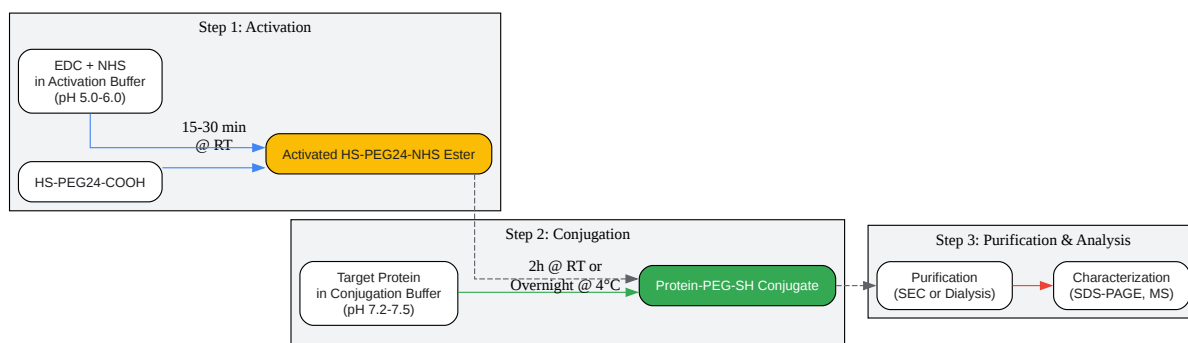 Step 1: Activation
EDC + NHS
in Activation Buffer
(pH 5.0-6.0)
15-30 min
@ RT
Activated HS-PEG24-NHS Ester
HS-PEG24-COOH
Step 2: Conjugation
2h @ RT or
Overnight @ 4°C
Target Protein
in Conjugation Buffer
(pH 7.2-7.5)
Protein-PEG-SH Conjugate
Step 3: Purification & Analysis
Purification
(SEC or Dialysis)
Characterization
(SDS-PAGE, MS)